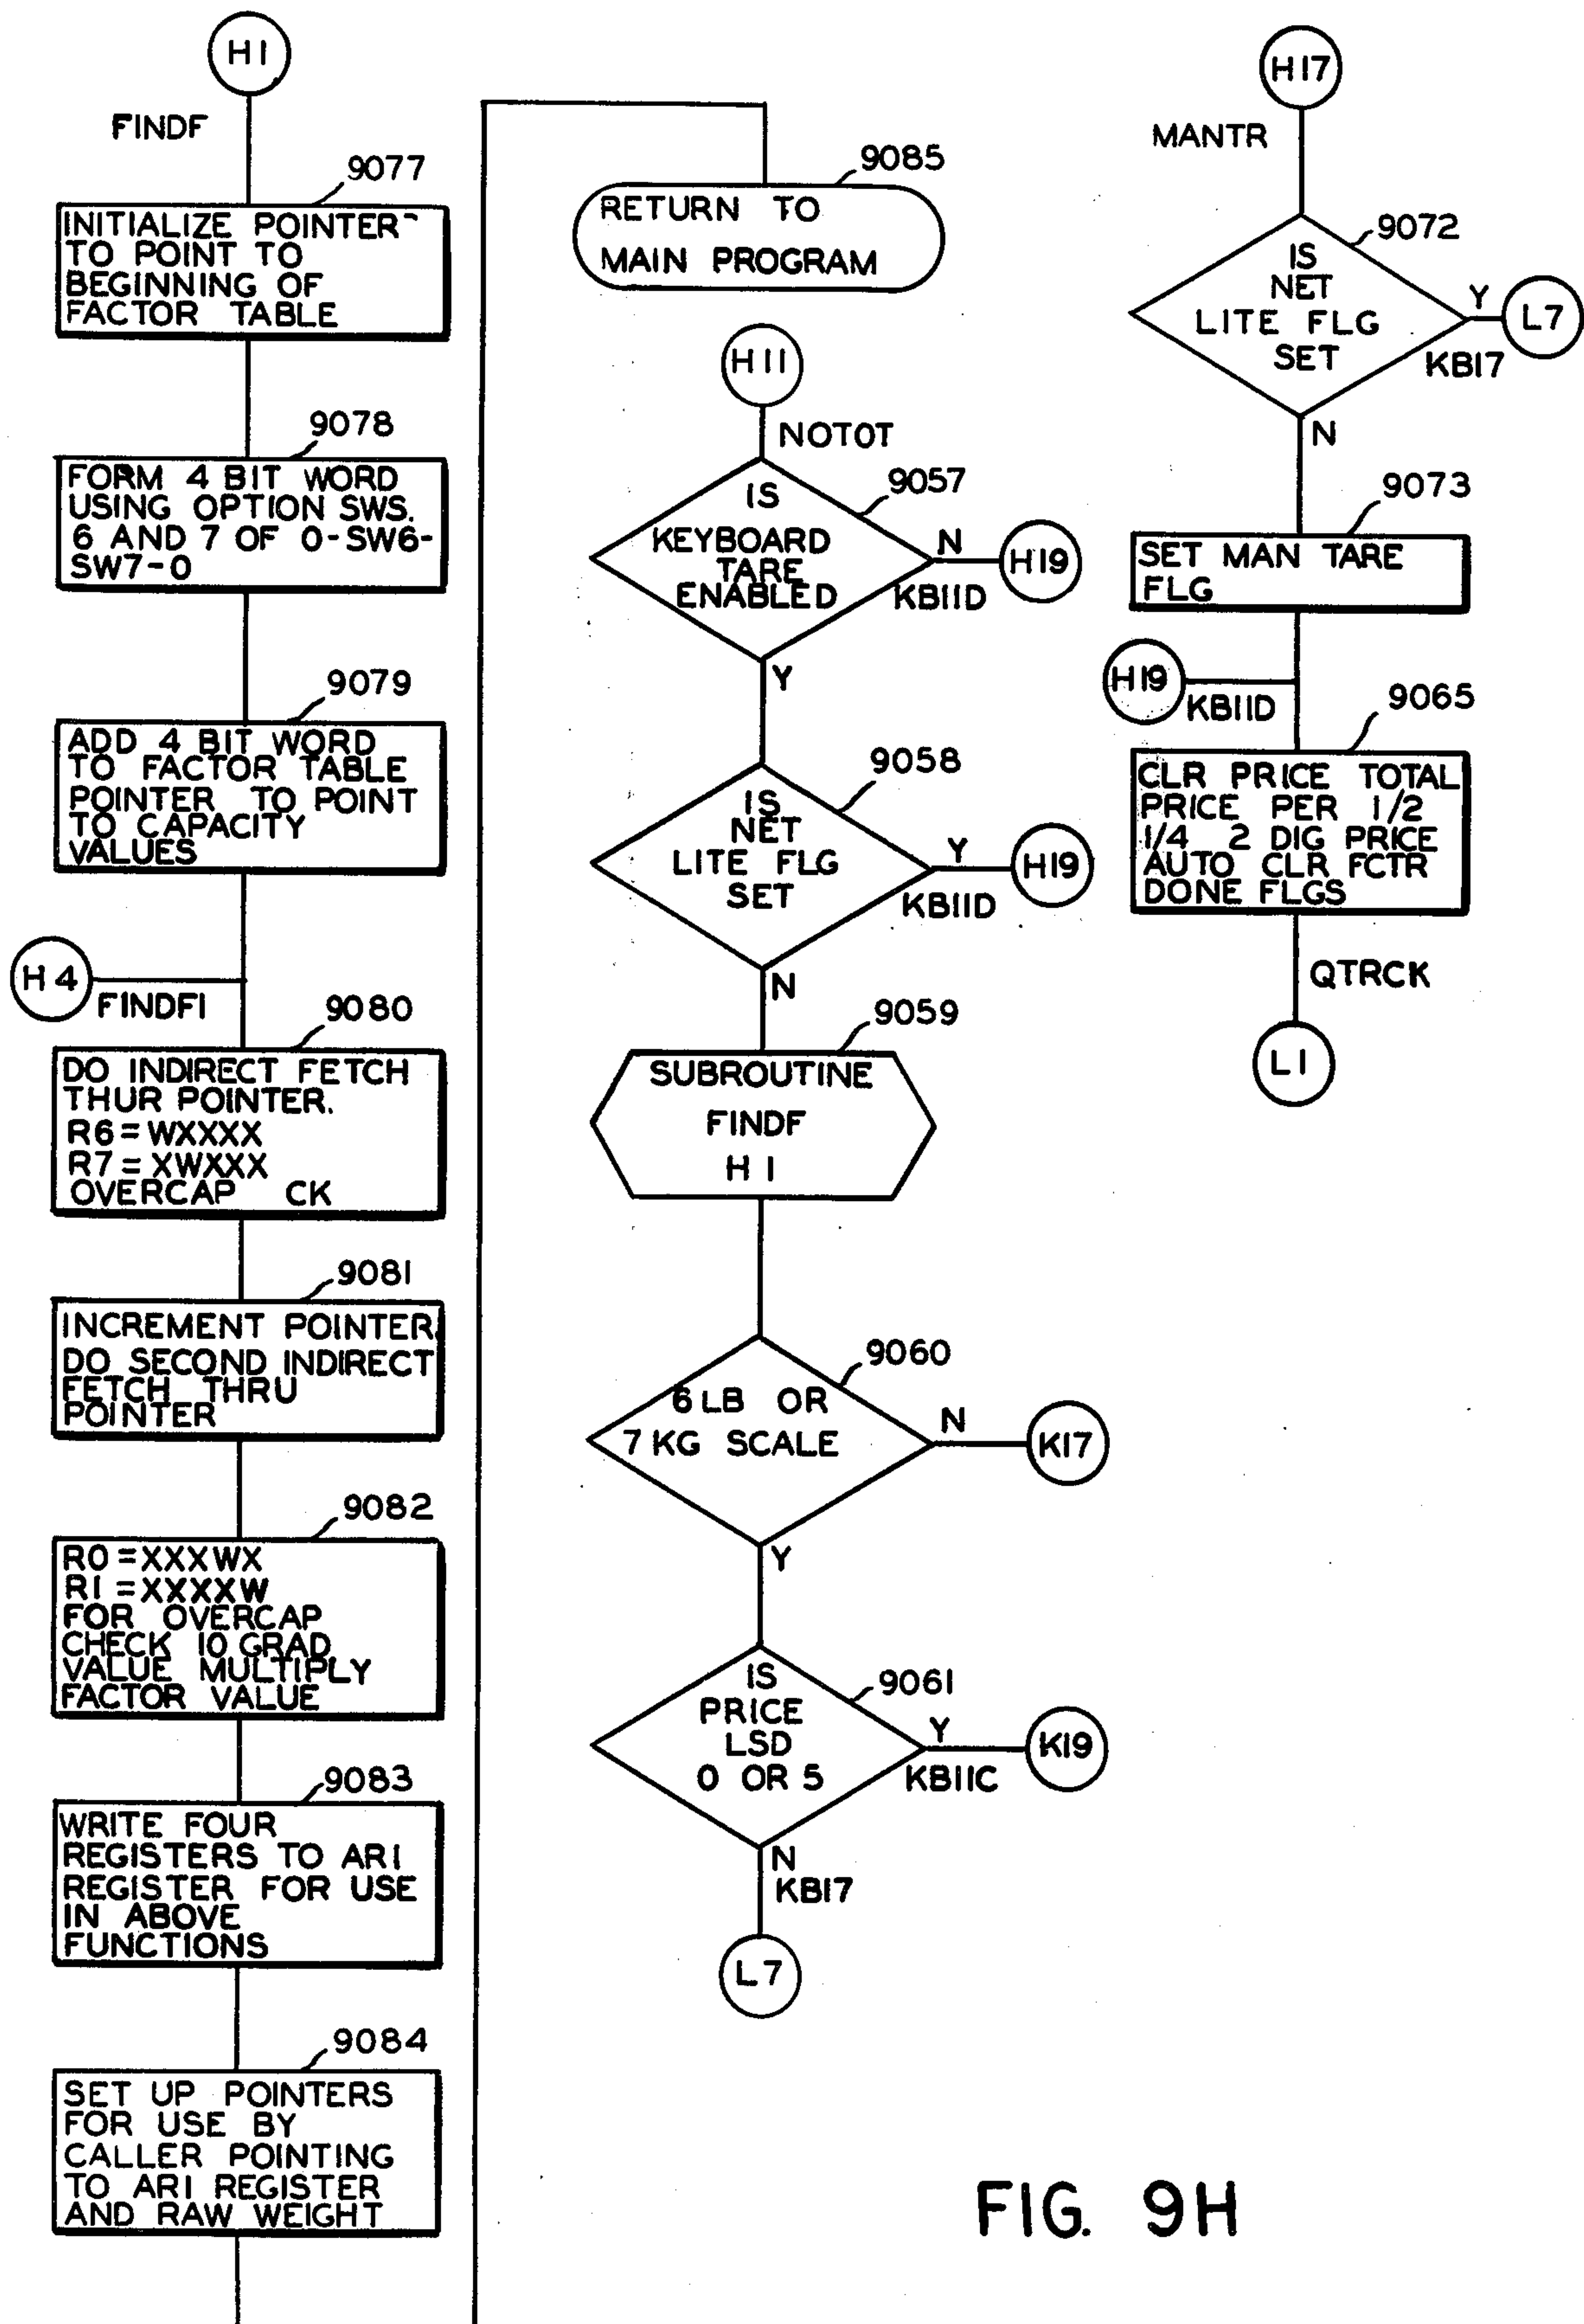 H1
FINDF
9077
INITIALIZE POINTER
TO POINT TO
BEGINNING OF
FACTOR TABLE
9078
FORM 4 BIT WORD
USING OPTION SWS.
6 AND 7 OF 0-SW6-
SW7-0
9079
ADD 4 BIT WORD
TO FACTOR TABLE
POINTER TO POINT
TO CAPACITY
VALUES
H4
FINDF1
9080
DO INDIRECT FETCH
THUR POINTER.
R6=WXXXX
R7=XWXXX
OVERCAP CK
9081
INCREMENT POINTER.
DO SECOND INDIRECT
FETCH THRU
POINTER
9082
R0=XXXWX
R1=XXXXW
FOR OVERCAP
CHECK 10 GRAD
VALUE MULTIPLY
FACTOR VALUE
9083
WRITE FOUR
REGISTERS TO AR1
REGISTER FOR USE
IN ABOVE
FUNCTIONS
9084
SET UP POINTERS
FOR USE BY
CALLER POINTING
TO AR1 REGISTER
AND RAW WEIGHT
9085
RETURN TO
MAIN PROGRAM
H11
NOTOT
9057
IS
KEYBOARD
TARE
ENABLED
N
H19
KB11D
Y
9058
IS
NET
LITE FLG
SET
Y
H19
KB11D
N
9059
SUBROUTINE
FINDF
H1
9060
6 LB OR
7 KG SCALE
N
K17
Y
9061
IS
PRICE
LSD
0 OR 5
Y
K19
KB11C
N
KB17
L7
H17
MANTR
9072
IS
NET
LITE FLG
SET
Y
L7
KB17
N
9073
SET MAN TARE
FLG
H19
KB11D
9065
CLR PRICE TOTAL
PRICE PER 1/2
1/4 2 DIG PRICE
AUTO CLR FCTR
DONE FLGS
QTRCK
L1
FIG. 9H